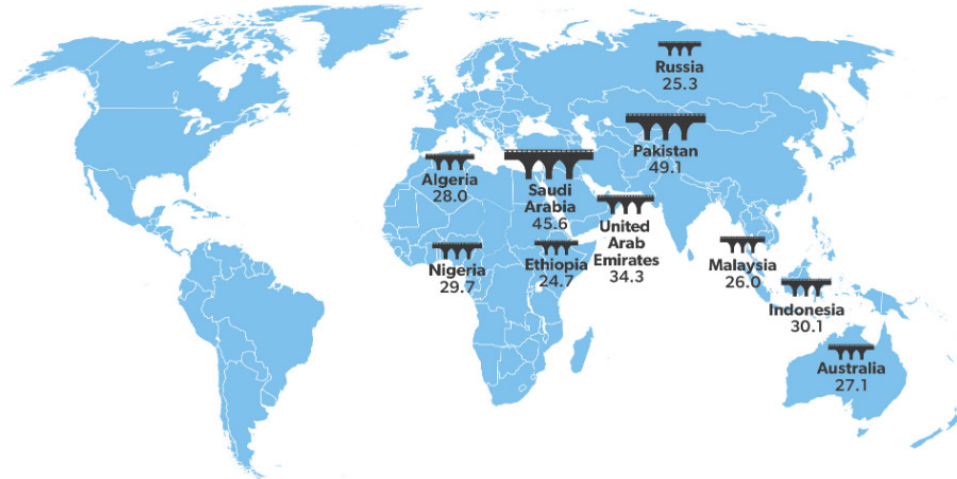 Russia
25.3
Pakistan
49.1
Algeria
28.0
Saudi
Arabia
45.6
United
Arab
Emirates
34.3
Nigeria
29.7
Ethiopia
24.7
Malaysia
26.0
Indonesia
30.1
Australia
27.1